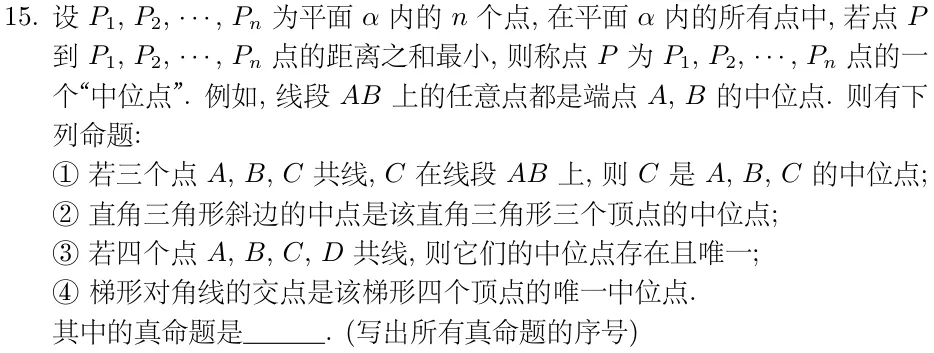 15. 设 P₁, P₂, ⋯, Pₙ 为平面 α 内的 n 个点, 在平面 α 内的所有点中, 若点 P
到 P₁, P₂, ⋯, Pₙ 点的距离之和最小, 则称点 P 为 P₁, P₂, ⋯, Pₙ 点的一
个“中位点”. 例如, 线段 AB 上的任意点都是端点 A, B 的中位点. 则有下
列命题:
① 若三个点 A, B, C 共线, C 在线段 AB 上, 则 C 是 A, B, C 的中位点;
② 直角三角形斜边的中点是该直角三角形三个顶点的中位点;
③ 若四个点 A, B, C, D 共线, 则它们的中位点存在且唯一;
④ 梯形对角线的交点是该梯形四个顶点的唯一中位点.
其中的真命题是______. (写出所有真命题的序号)